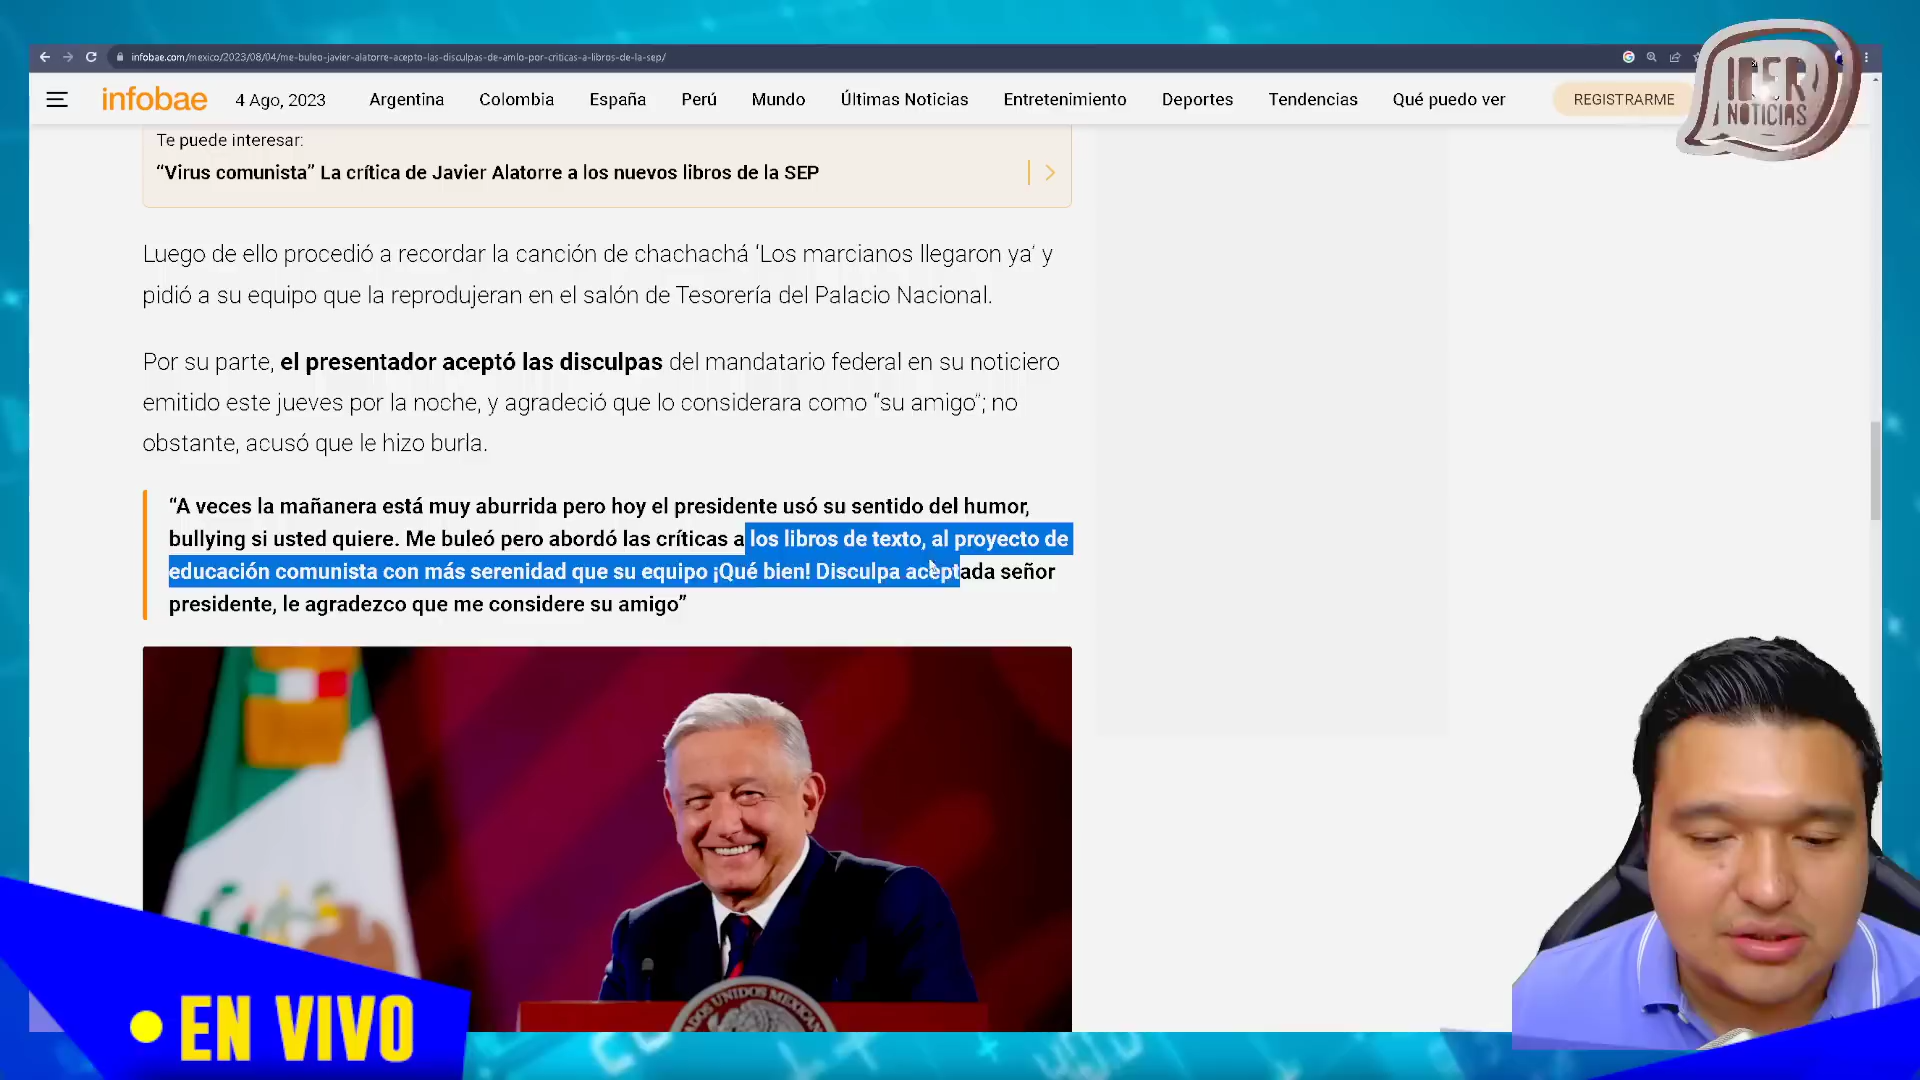 infobae.com/mexico/2023/08/04/me-buleo-javier-alatorre-acepto-las-disculpas-de-amlo-por-criticas-a-libros-de-la-sep/
infobae 4 Ago, 2023 Argentina Colombia España Perú Mundo Últimas Noticias Entretenimiento Deportes Tendencias Qué puedo ver REGISTRARME
NOTICIAS
Te puede interesar:
“Virus comunista” La crítica de Javier Alatorre a los nuevos libros de la SEP
Luego de ello procedió a recordar la canción de chachachá ‘Los marcianos llegaron ya’ y
pidió a su equipo que la reprodujeran en el salón de Tesorería del Palacio Nacional.
Por su parte, el presentador aceptó las disculpas del mandatario federal en su noticiero
emitido este jueves por la noche, y agradeció que lo considerara como “su amigo”; no
obstante, acusó que le hizo burla.
“A veces la mañanera está muy aburrida pero hoy el presidente usó su sentido del humor,
bullying si usted quiere. Me buleó pero abordó las críticas a los libros de texto, al proyecto de
educación comunista con más serenidad que su equipo ¡Qué bien! Disculpa aceptada señor
presidente, le agradezco que me considere su amigo”
UNIDOS MEXICANOS
EN VIVO